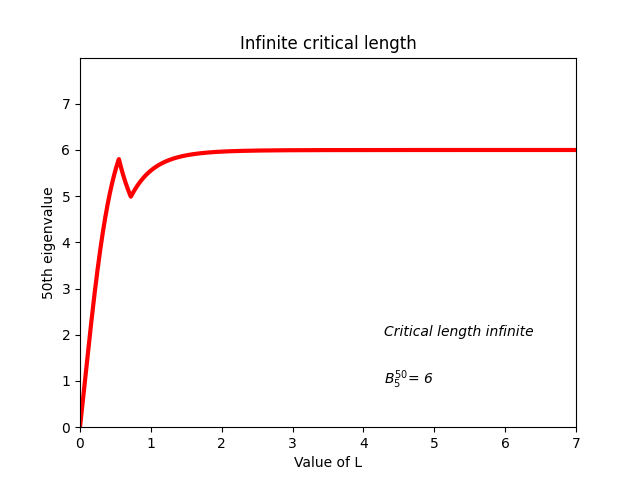 Infinite critical length
50th eigenvalue
7
6
5
4
3
2
1
0
Critical length infinite
$B_5^{50}$= 6
0 1 2 3 4 5 6 7
Value of L